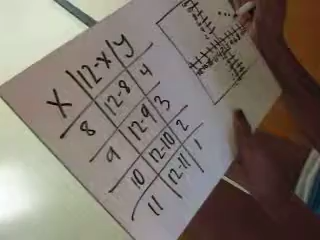 X | 12-X | y
8 | 12-8 | 4
9 | 12-9 | 3
10 | 12-10 | 2
11 | 12-11 | 1